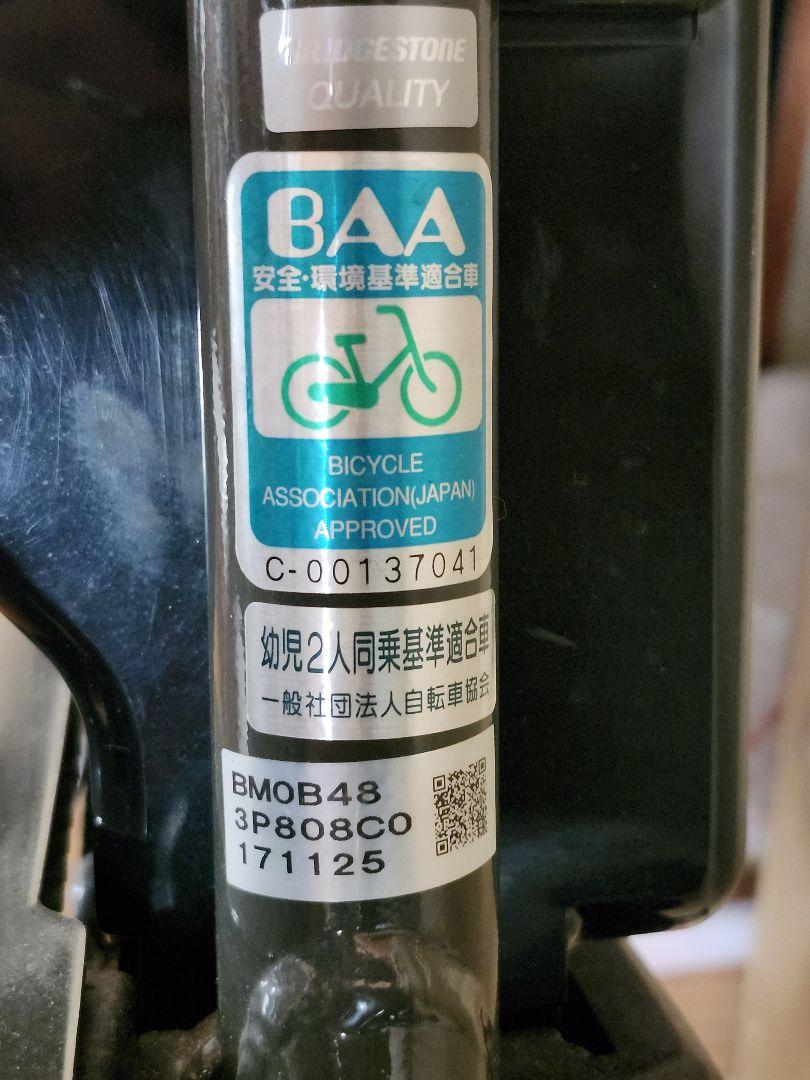 BRIDGESTONE
QUALITY
BAA
安全・環境基準適合車
BICYCLE
ASSOCIATION(JAPAN)
APPROVED
C-00137041
幼児2人同乗基準適合車
一般社団法人自転車協会
BM0B48
3P808C0
171125